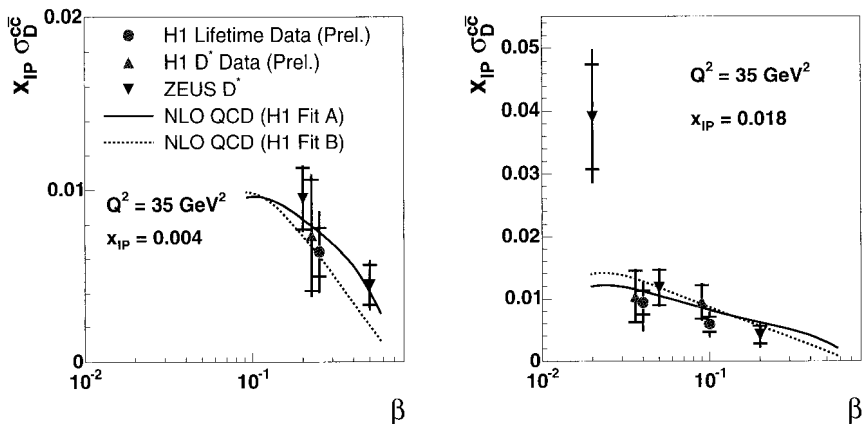 x_IP σ_D^cc̄
0.02
0.01
0
H1 Lifetime Data (Prel.)
H1 D* Data (Prel.)
ZEUS D*
NLO QCD (H1 Fit A)
NLO QCD (H1 Fit B)
Q² = 35 GeV²
x_IP = 0.004
10⁻²
10⁻¹
β
x_IP σ_D^cc̄
0.05
0.04
0.03
0.02
0.01
0
Q² = 35 GeV²
x_IP = 0.018
10⁻²
10⁻¹
β